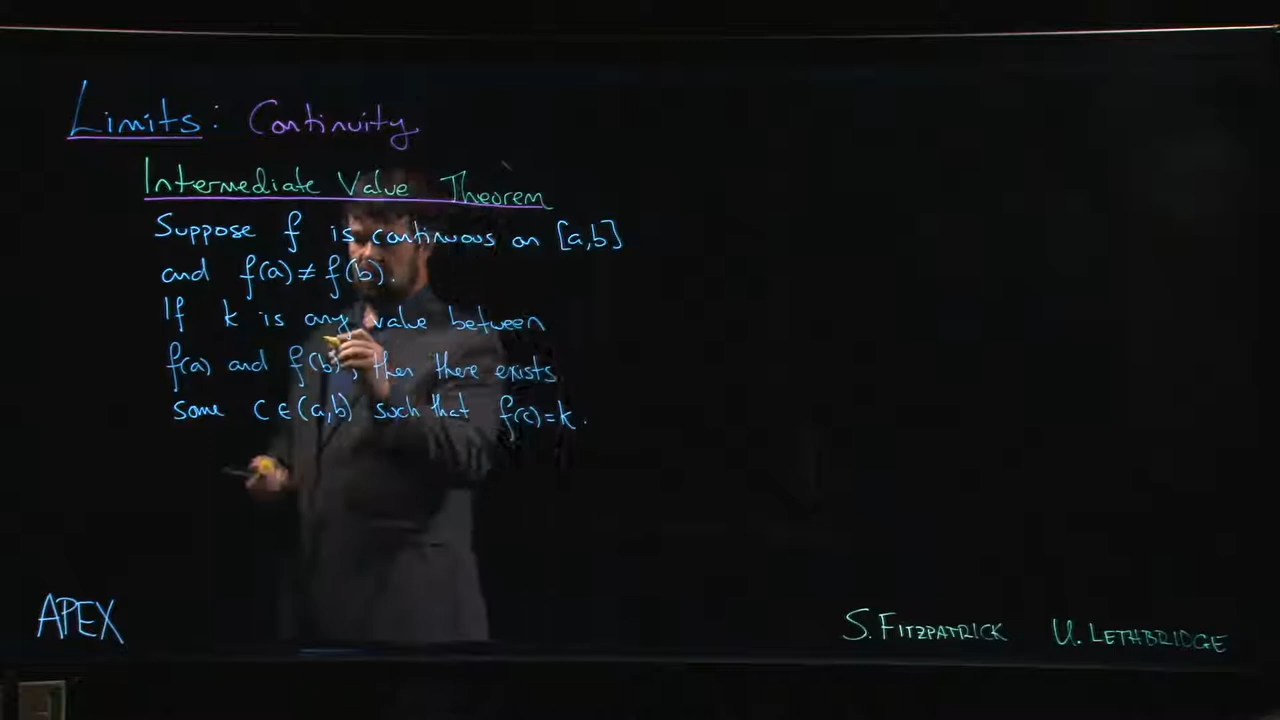 Limits: Continuity
Intermediate Value Theorem
Suppose f is continuous on [a,b]
and f(a) ≠ f(b).
If k is any value between
f(a) and f(b), then there exists
some c ∈ (a,b) such that f(c)=k.
APEX
S. FITZPATRICK U. LETHBRIDGE